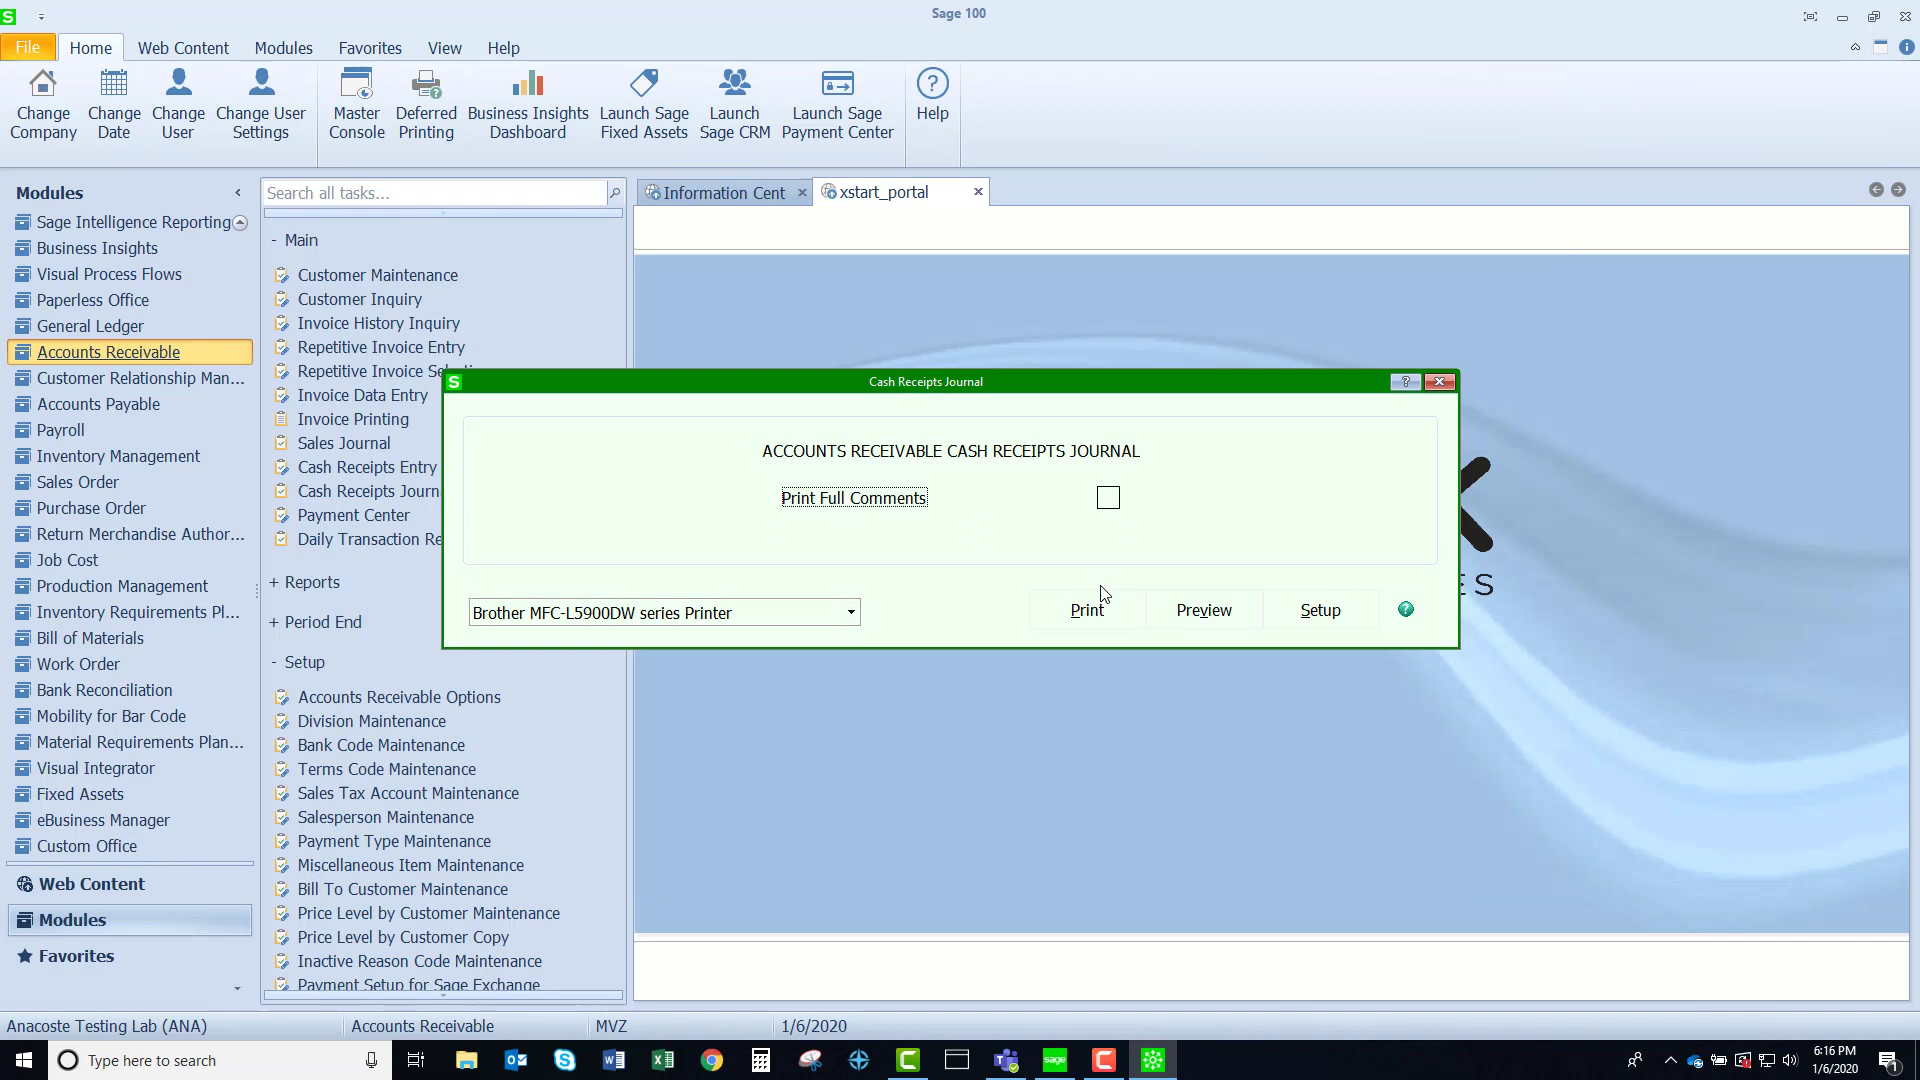 Sage 100
File
Home
Web Content
Modules
Favorites
View
Help
Change Company
Change Date
Change User
Change User Settings
Master Console
Deferred Printing
Business Insights Dashboard
Launch Sage Fixed Assets
Launch Sage CRM
Launch Sage Payment Center
Help
Modules
Sage Intelligence Reporting
Business Insights
Visual Process Flows
Paperless Office
General Ledger
Accounts Receivable
Customer Relationship Man...
Accounts Payable
Payroll
Inventory Management
Sales Order
Purchase Order
Return Merchandise Author...
Job Cost
Production Management
Inventory Requirements Pl...
Bill of Materials
Work Order
Bank Reconciliation
Mobility for Bar Code
Material Requirements Plan...
Visual Integrator
Fixed Assets
eBusiness Manager
Custom Office
Web Content
Modules
Favorites
Search all tasks...
- Main
Customer Maintenance
Customer Inquiry
Invoice History Inquiry
Repetitive Invoice Entry
Repetitive Invoice
Invoice Data Entry
Invoice Printing
Sales Journal
Cash Receipts Entry
Cash Receipts Journ
Payment Center
Daily Transaction Re
+ Reports
+ Period End
- Setup
Accounts Receivable Options
Division Maintenance
Bank Code Maintenance
Terms Code Maintenance
Sales Tax Account Maintenance
Salesperson Maintenance
Payment Type Maintenance
Miscellaneous Item Maintenance
Bill To Customer Maintenance
Price Level by Customer Maintenance
Price Level by Customer Copy
Inactive Reason Code Maintenance
Payment Setup for Sage Exchange
Information Cent
xstart_portal
Cash Receipts Journal
ACCOUNTS RECEIVABLE CASH RECEIPTS JOURNAL
Print Full Comments
Brother MFC-L5900DW series Printer
Print
Preview
Setup
K
ES
Anacoste Testing Lab (ANA)
Accounts Receivable
MVZ
1/6/2020
Type here to search
sage
6:16 PM
1/6/2020
1